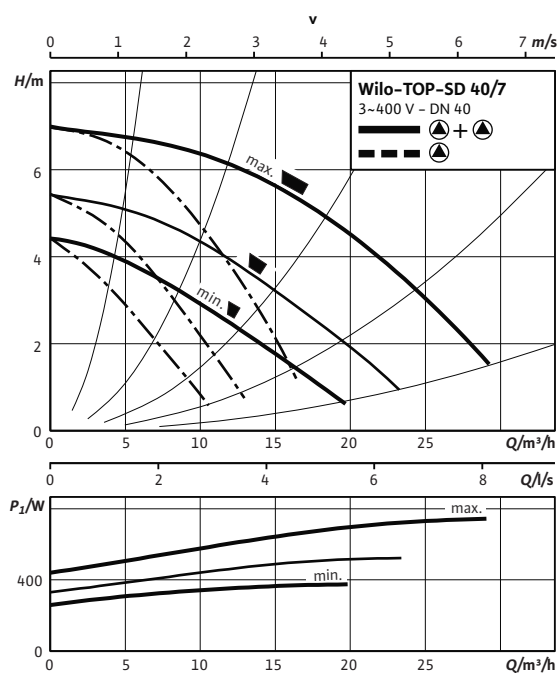 v
0 1 2 3 4 5 6 7 m/s
H/m
Wilo-TOP-SD 40/7
3~400 V - DN 40
+
6
max.
4
min.
2
0
0 5 10 15 20 25 Q/m³/h
0 2 4 6 8 Q/l/s
P₁/W
max.
400
min.
0
0 5 10 15 20 25 Q/m³/h